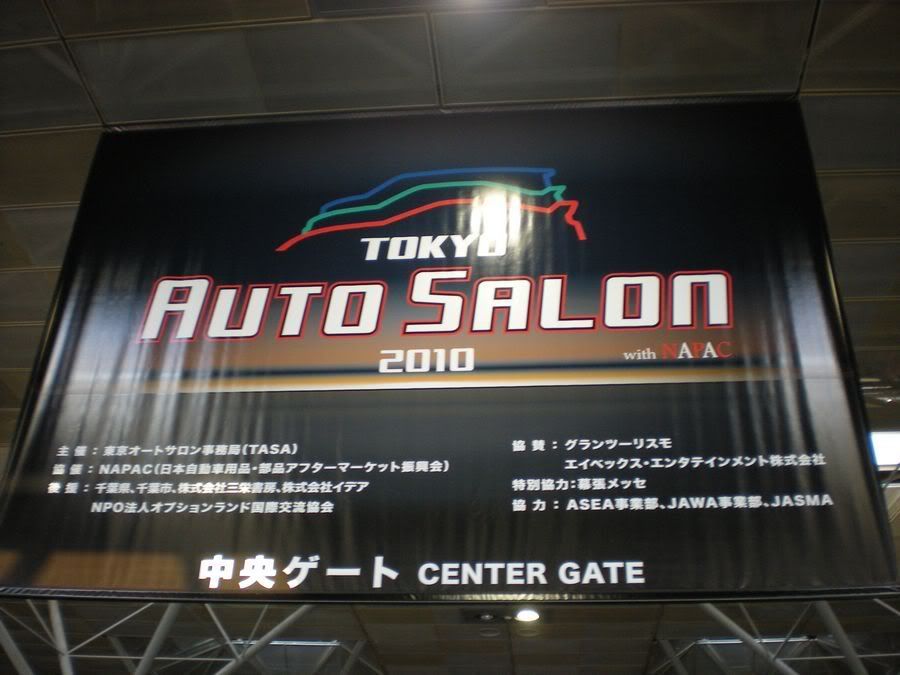 TOKYO
AUTO SALON
2010
with NAPAC
主 催 : 東京オートサロン事務局(TASA)
協 催 : NAPAC(日本自動車用品・部品アフターマーケット振興会)
後 援 : 千葉県、千葉市、株式会社三栄書房、株式会社イデア
NPO法人オプションランド国際交流協会
協 賛 : グランツーリスモ
エイベックス・エンタテインメント株式会社
特別協力:幕張メッセ
協 力 : ASEA事業部、JAWA事業部、JASMA
中央ゲート CENTER GATE